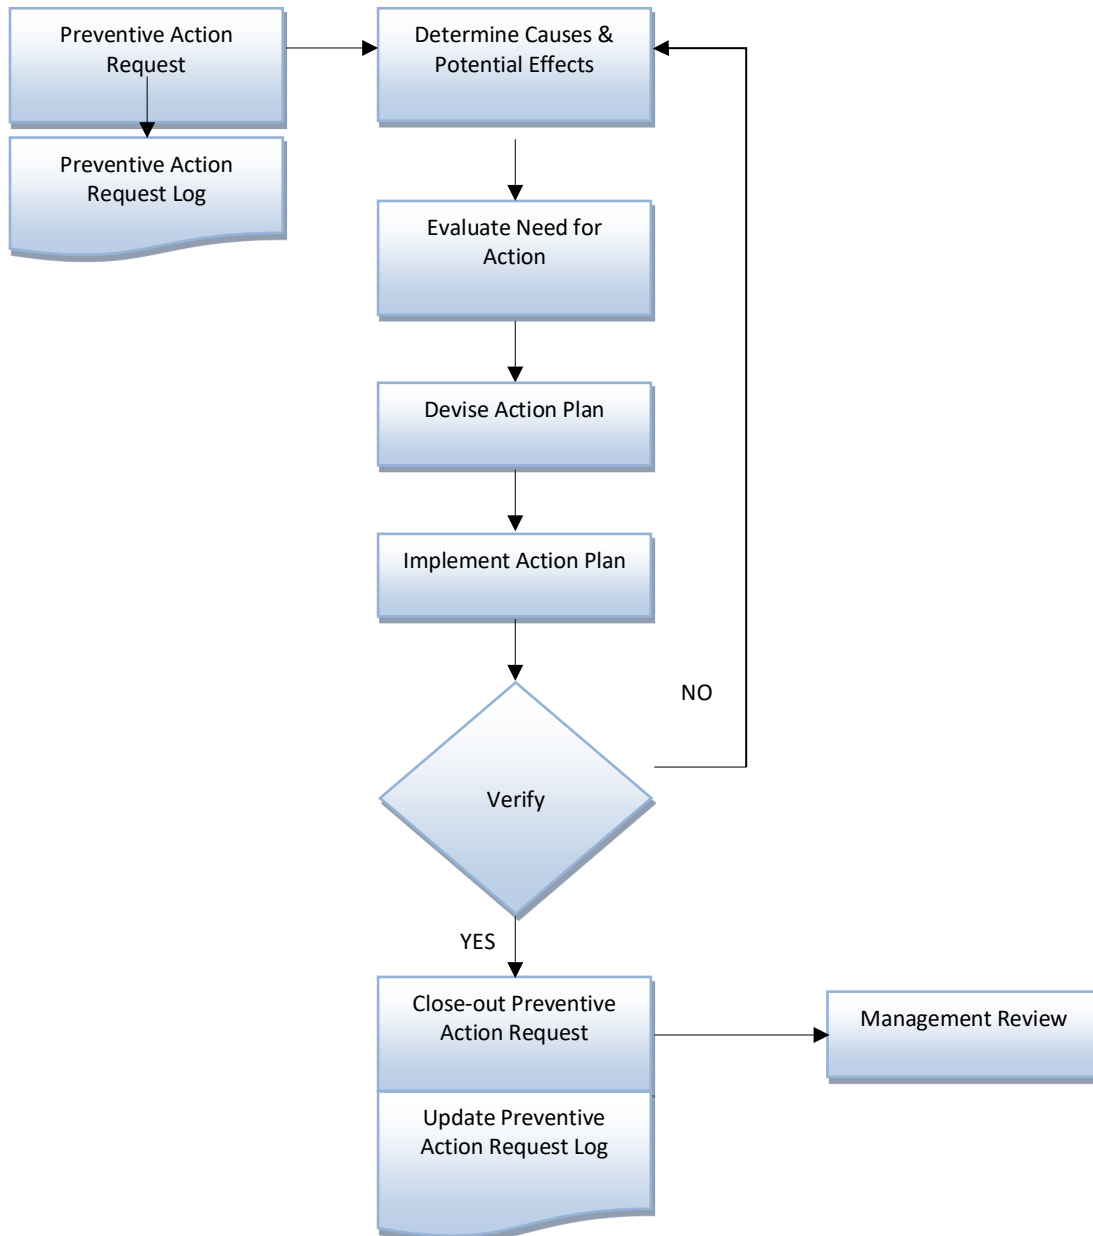 Preventive Action
Request
Determine Causes &
Potential Effects
Preventive Action
Request Log
Evaluate Need for
Action
Devise Action Plan
Implement Action Plan
NO
Verify
YES
Close-out Preventive
Action Request
Management Review
Update Preventive
Action Request Log